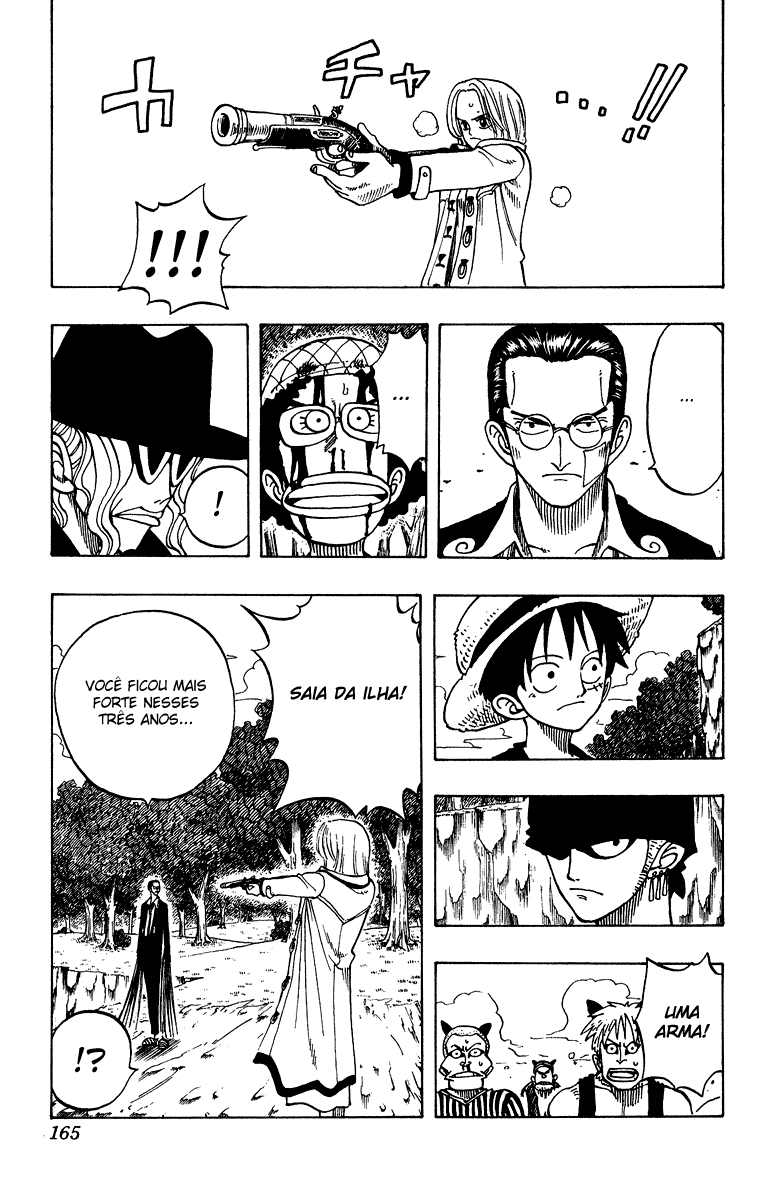 カ
チャ
...!!
!!!
...
...
!
SAIA DA ILHA!
VOCÊ FICOU MAIS
FORTE NESSES
TRÊS ANOS...
!?
UMA
ARMA!
165